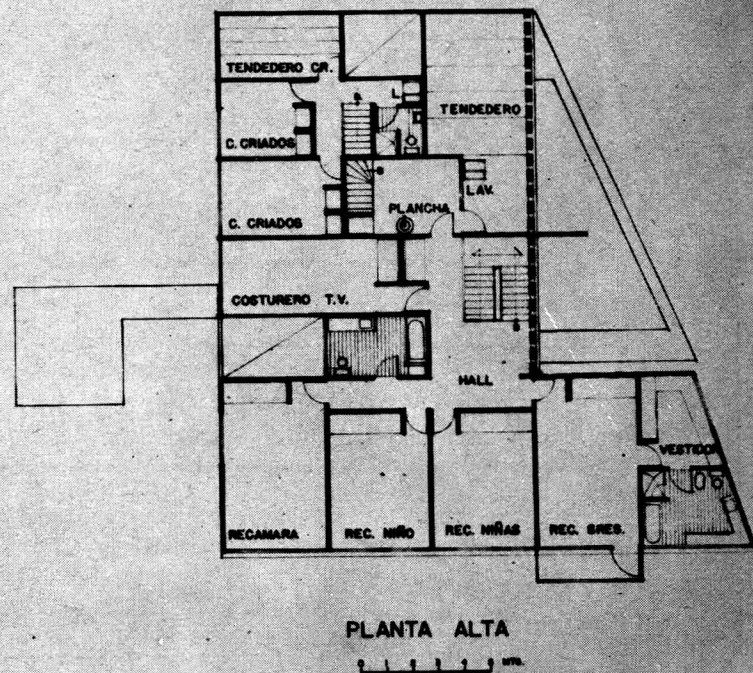 TENDEDERO CR.
L.
TENDEDERO
C. CRIADOS
LAV.
C. CRIADOS
PLANCHA
COSTURERO T.V.
HALL
VESTIDOR
RECAMARA
REC. NIÑO
REC. NIÑAS
REC. SRES.
PLANTA ALTA
0 1 2 3 4 5 MTS.